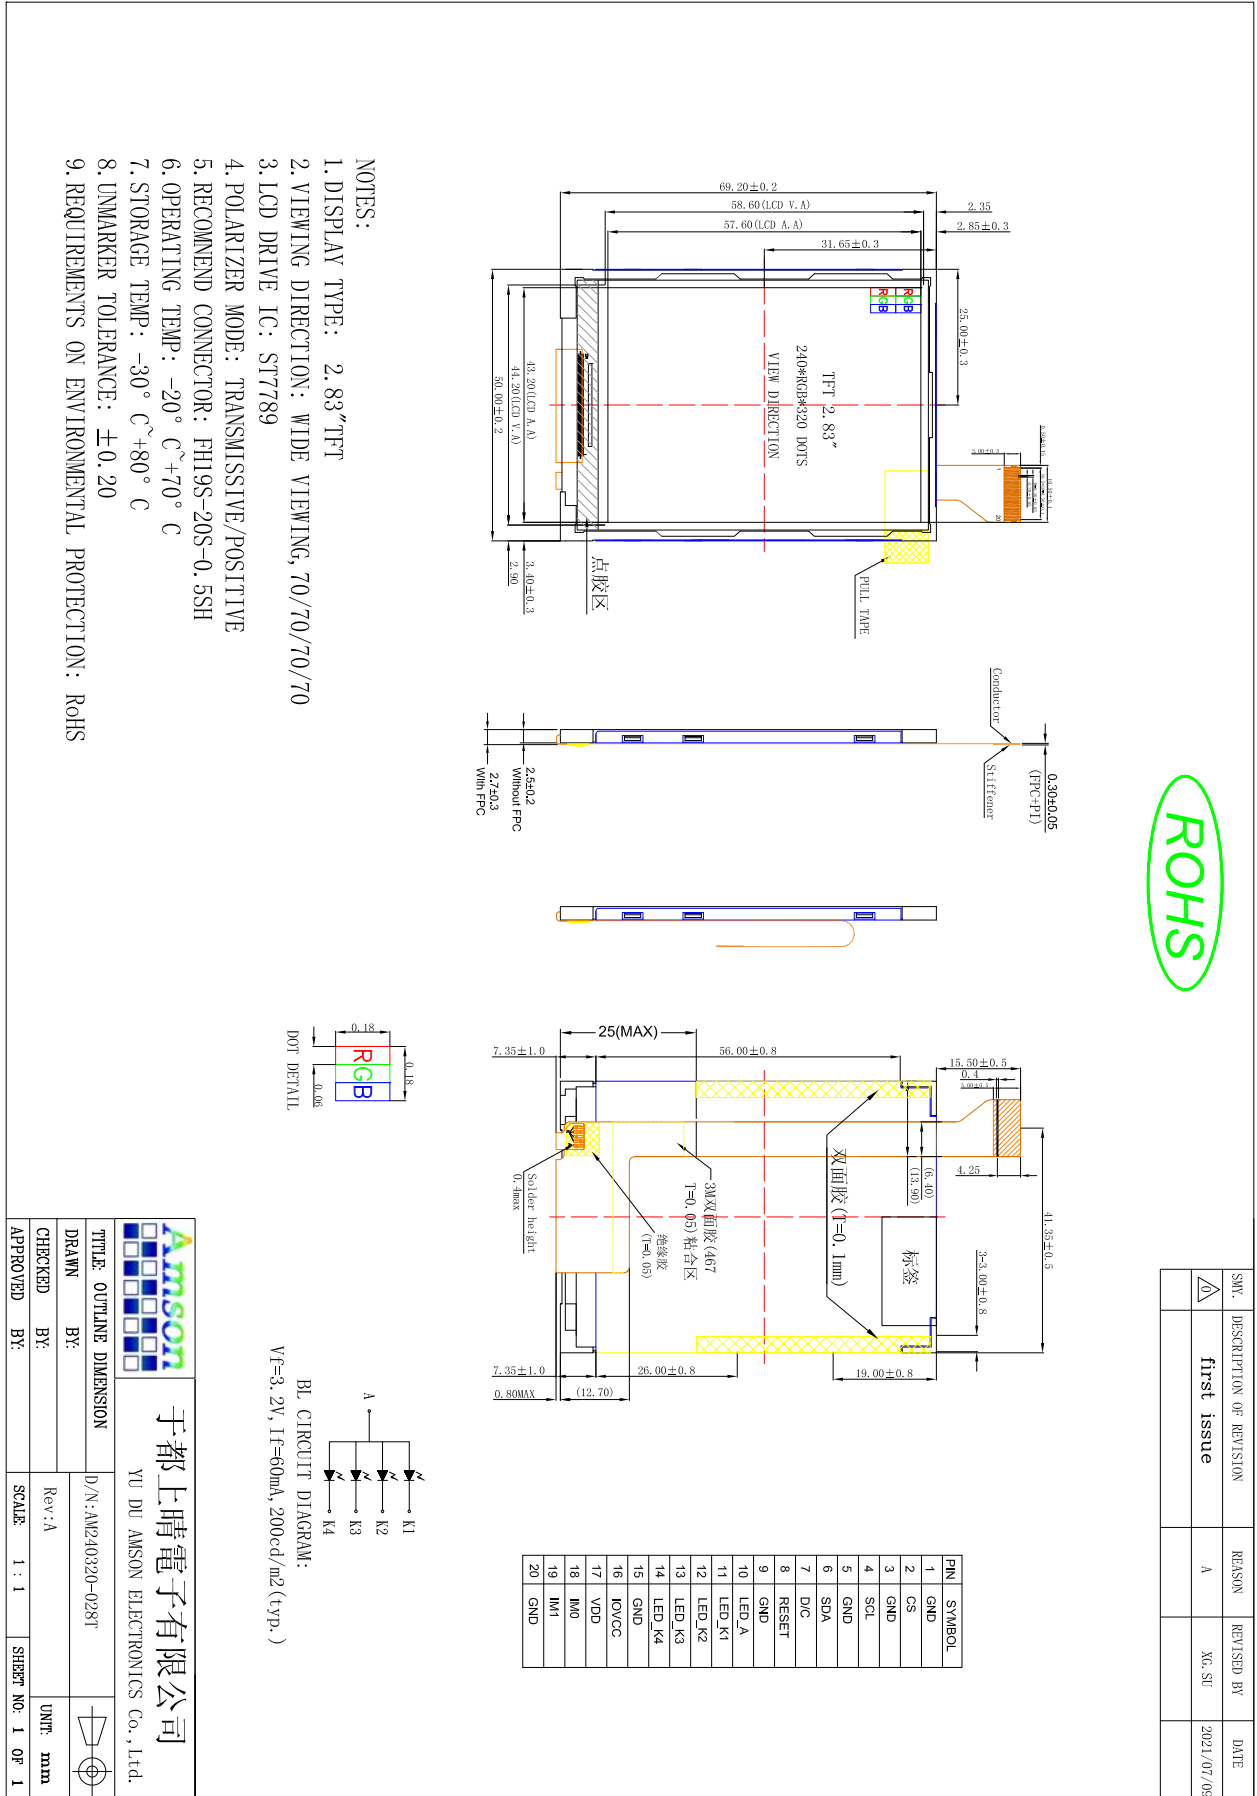 SMY.
DESCRIPTION OF REVISION
REASON
REVISED BY
DATE
0
first issue
A
XG.SU
2021/07/09
ROHS
69.20±0.2
58.60(LCD V.A)
57.60(LCD A.A)
31.65±0.3
2.35
2.85±0.3
25.00±0.3
3.00±0.3
1
20
RGB
RGB
TFT 2.83″
240*RGB*320 DOTS
VIEW DIRECTION
43.20(LCD A.A)
44.20(LCD V.A)
50.00±0.2
3.40±0.3
2.90
点胶区
PULL TAPE
Conductor
Stiffener
0.30±0.05
(FPC+PI)
2.5±0.2
Without FPC
2.7±0.3
With FPC
25(MAX)
7.35±1.0
56.00±0.8
15.50±0.5
0.4
5.00±0.5
4.25
(6.40)
(13.90)
41.35±0.5
3-3.00±0.8
双面胶(T=0.1mm)
标签
3M双面胶(467
T=0.05)粘合区
绝缘胶
(T=0.05)
Solder height
0.4max
7.35±1.0
26.00±0.8
19.00±0.8
0.80MAX
(12.70)
NOTES:
1.DISPLAY TYPE: 2.83″TFT
2.VIEWING DIRECTION: WIDE VIEWING,70/70/70/70
3.LCD DRIVE IC: ST7789
4.POLARIZER MODE: TRANSMISSIVE/POSITIVE
5.RECOMNEND CONNECTOR: FH19S-20S-0.5SH
6.OPERATING TEMP: -20° C~+70° C
7.STORAGE TEMP: -30° C~+80° C
8.UNMARKER TOLERANCE: ±0.20
9.REQUIREMENTS ON ENVIRONMENTAL PROTECTION: RoHS
0.18
RGB
0.18
0.06
DOT DETAIL
A
K1
K2
K3
K4
BL CIRCUIT DIAGRAM:
Vf=3.2V,If=60mA,200cd/m2(typ.)
PIN SYMBOL
1 GND
2 CS
3 GND
4 SCL
5 GND
6 SDA
7 D/C
8 RESET
9 GND
10 LED_A
11 LED_K1
12 LED_K2
13 LED_K3
14 LED_K4
15 GND
16 IOVCC
17 VDD
18 IM0
19 IM1
20 GND
Amson
于都上晴電子有限公司
YU DU AMSON ELECTRONICS Co.,Ltd.
TITLE: OUTLINE DIMENSION
D/N:AM240320-028T
DRAWN BY:
CHECKED BY:
Rev:A
UNIT: mm
APPROVED BY:
SCALE: 1:1
SHEET NO: 1 OF 1